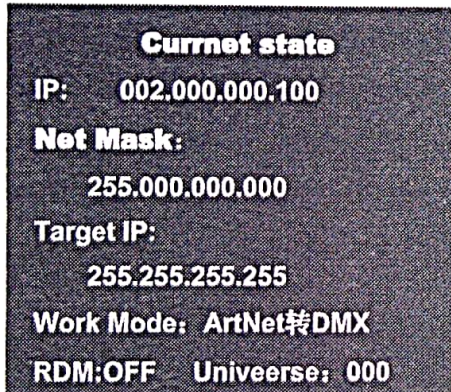 Currnet state
IP: 002.000.000.100
Net Mask:
255.000.000.000
Target IP:
255.255.255.255
Work Mode: ArtNet转DMX
RDM:OFF Univeerse: 000